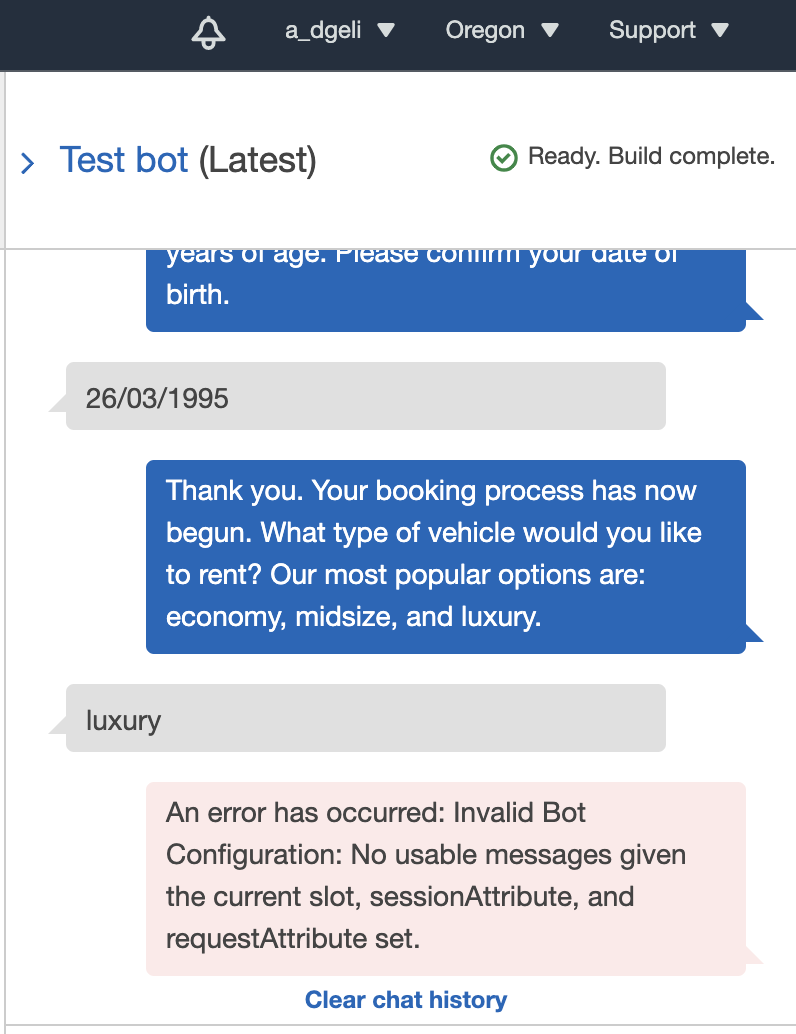 a_dgeli Oregon Support
Test bot (Latest) Ready. Build complete.
years of age. Please confirm your date of
birth.
26/03/1995
Thank you. Your booking process has now
begun. What type of vehicle would you like
to rent? Our most popular options are:
economy, midsize, and luxury.
luxury
An error has occurred: Invalid Bot
Configuration: No usable messages given
the current slot, sessionAttribute, and
requestAttribute set.
Clear chat history